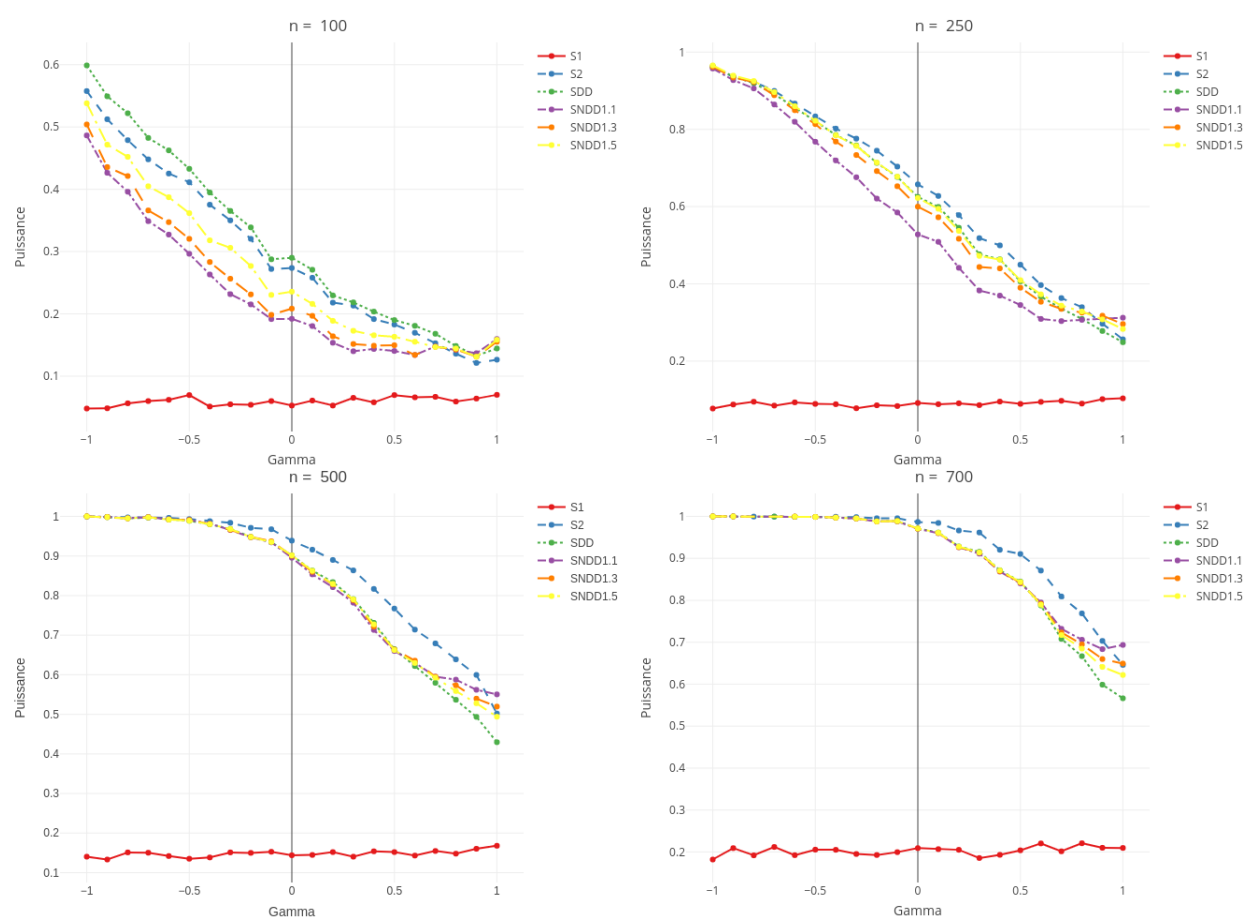 n = 100
0.6
0.5
0.4
0.3
0.2
0.1
Puissance
−1
−0.5
0
0.5
1
Gamma
S1
S2
SDD
SNDD1.1
SNDD1.3
SNDD1.5
n = 250
1
0.8
0.6
0.4
0.2
Puissance
−1
−0.5
0
0.5
1
Gamma
S1
S2
SDD
SNDD1.1
SNDD1.3
SNDD1.5
n = 500
1
0.9
0.8
0.7
0.6
0.5
0.4
0.3
0.2
0.1
Puissance
−1
−0.5
0
0.5
1
Gamma
S1
S2
SDD
SNDD1.1
SNDD1.3
SNDD1.5
n = 700
1
0.9
0.8
0.7
0.6
0.5
0.4
0.3
0.2
Puissance
−1
−0.5
0
0.5
1
Gamma
S1
S2
SDD
SNDD1.1
SNDD1.3
SNDD1.5